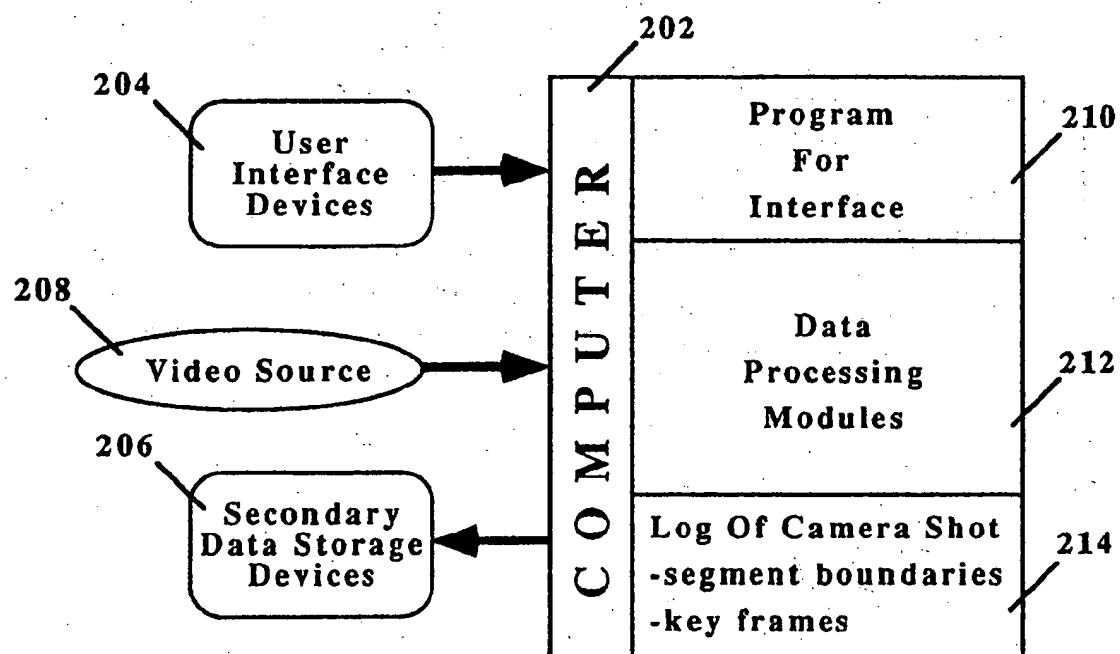 202
204
User
Interface
Devices
Program
For
Interface
210
COMPUTER
208
Video Source
Data
Processing
Modules
212
206
Secondary
Data Storage
Devices
Log Of Camera Shot
-segment boundaries
-key frames
214